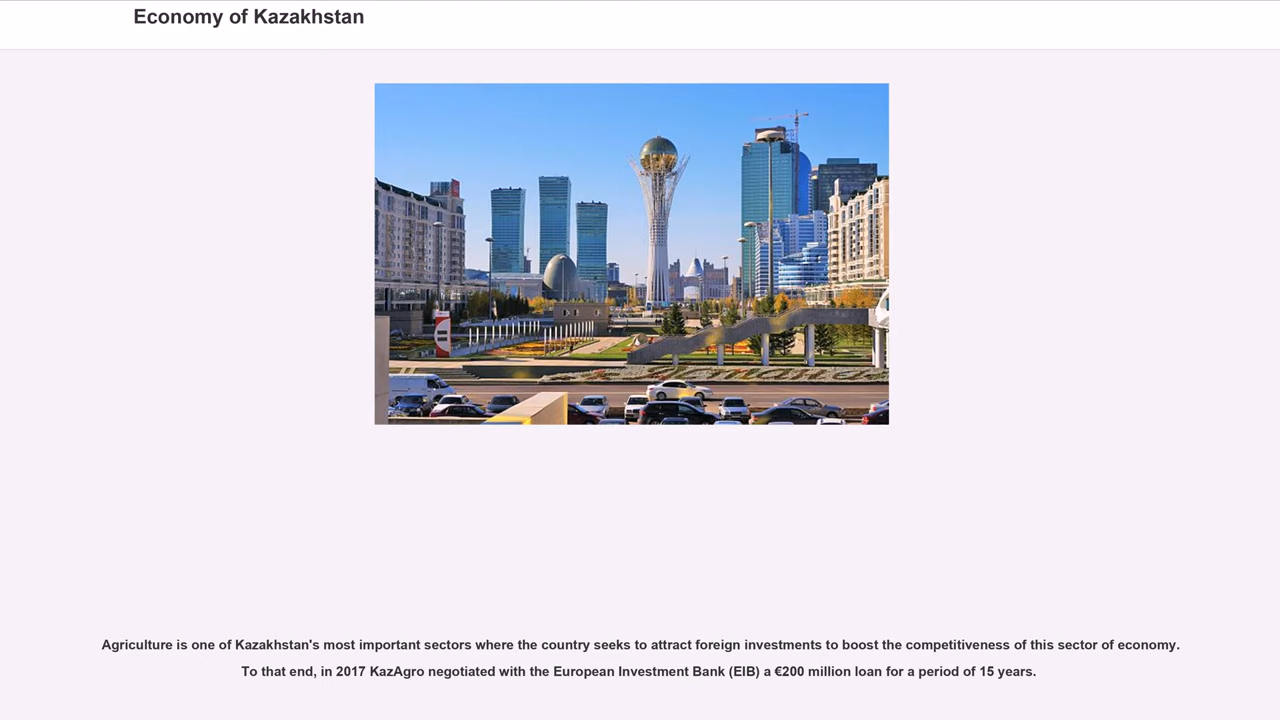 Economy of Kazakhstan
Agriculture is one of Kazakhstan's most important sectors where the country seeks to attract foreign investments to boost the competitiveness of this sector of economy.
To that end, in 2017 KazAgro negotiated with the European Investment Bank (EIB) a €200 million loan for a period of 15 years.